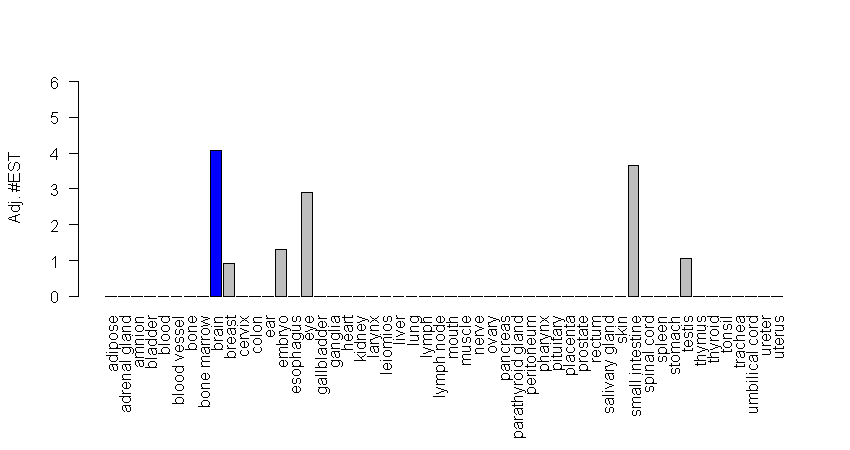 6
5
4
3
2
1
0
Adj. #EST
adipose
adrenal gland
amnion
bladder
blood
blood vessel
bone
bone marrow
brain
breast
cervix
colon
ear
embryo
esophagus
eye
gallbladder
ganglia
heart
kidney
larynx
leiomios
liver
lung
lymph
lymph node
mouth
muscle
nerve
ovary
pancreas
parathyroid gland
peritoneum
pharynx
pituitary
placenta
prostate
rectum
salivary gland
skin
small intestine
spinal cord
spleen
stomach
testis
thymus
thyroid
tonsil
trachea
umbilical cord
ureter
uterus